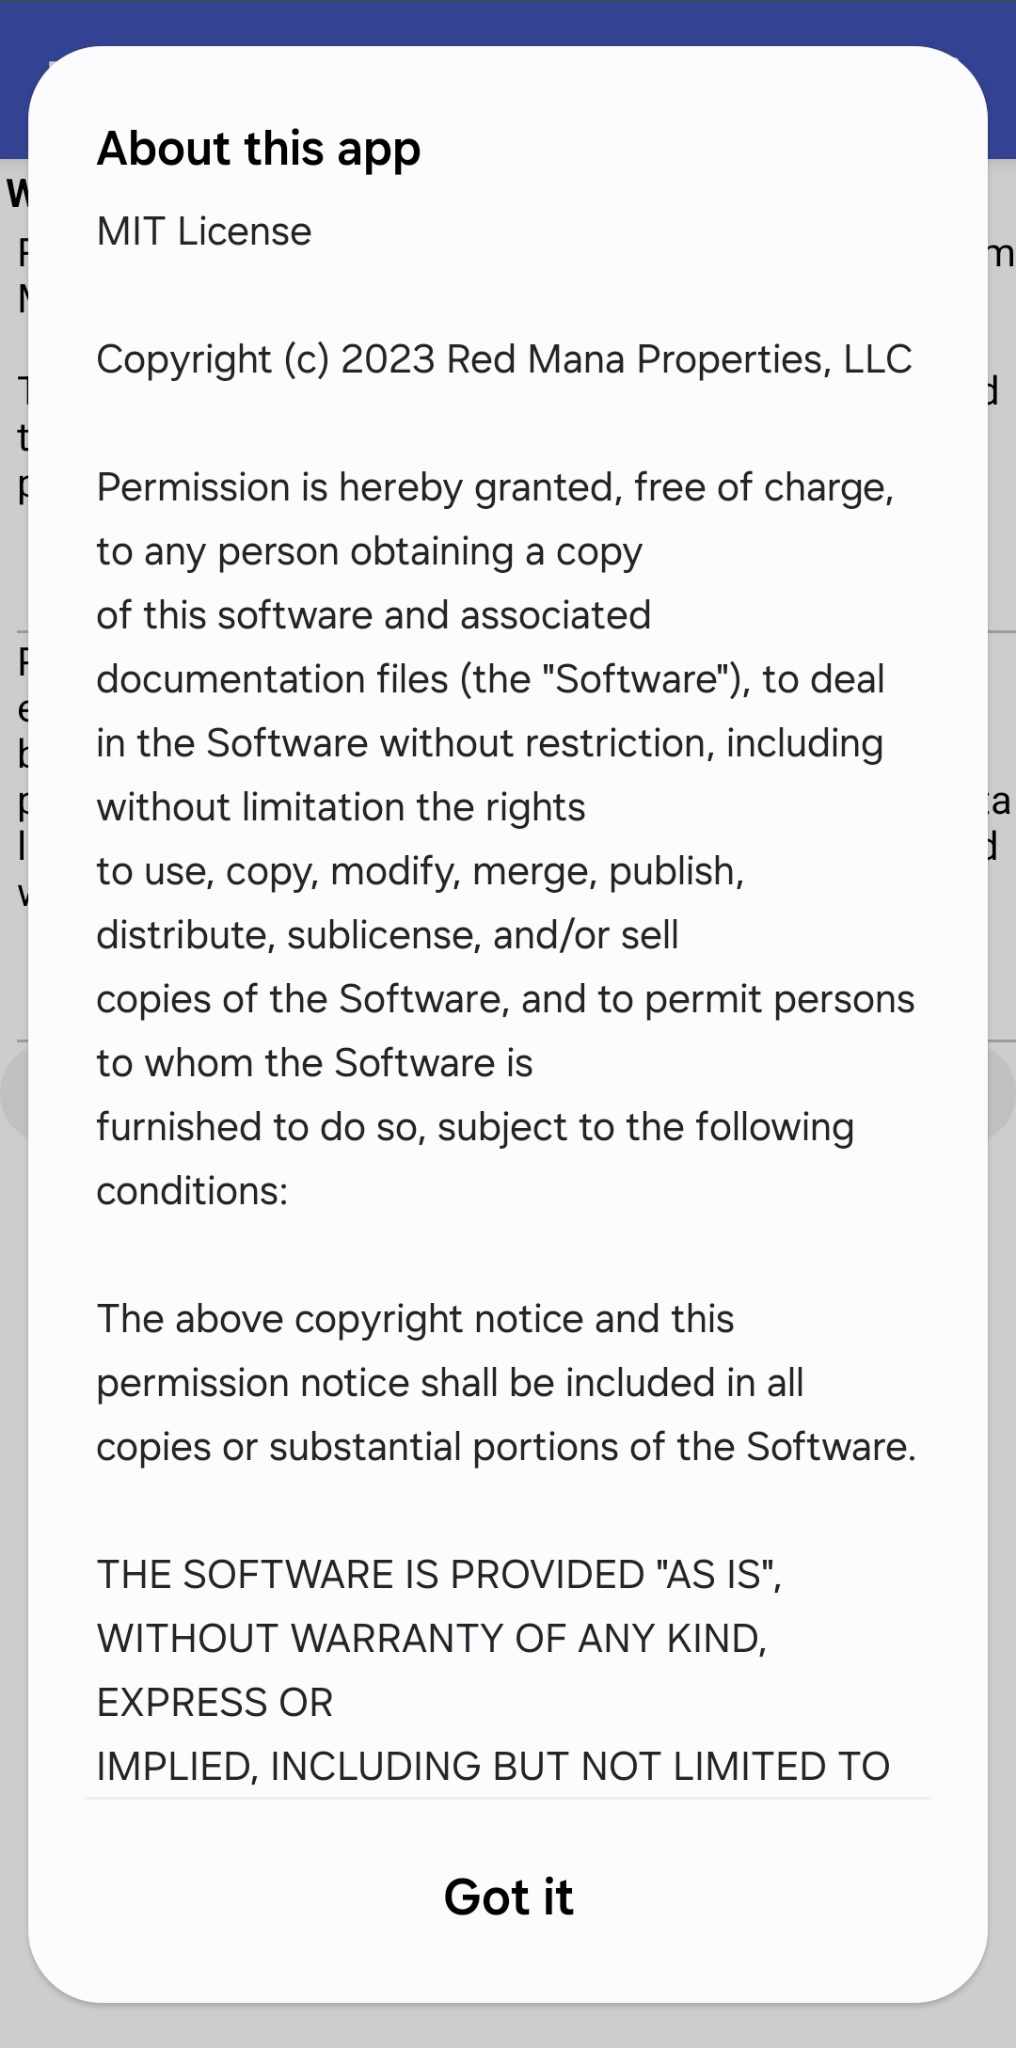 About this app
MIT License
Copyright (c) 2023 Red Mana Properties, LLC
Permission is hereby granted, free of charge,
to any person obtaining a copy
of this software and associated
documentation files (the "Software"), to deal
in the Software without restriction, including
without limitation the rights
to use, copy, modify, merge, publish,
distribute, sublicense, and/or sell
copies of the Software, and to permit persons
to whom the Software is
furnished to do so, subject to the following
conditions:
The above copyright notice and this
permission notice shall be included in all
copies or substantial portions of the Software.
THE SOFTWARE IS PROVIDED "AS IS",
WITHOUT WARRANTY OF ANY KIND,
EXPRESS OR
IMPLIED, INCLUDING BUT NOT LIMITED TO
Got it